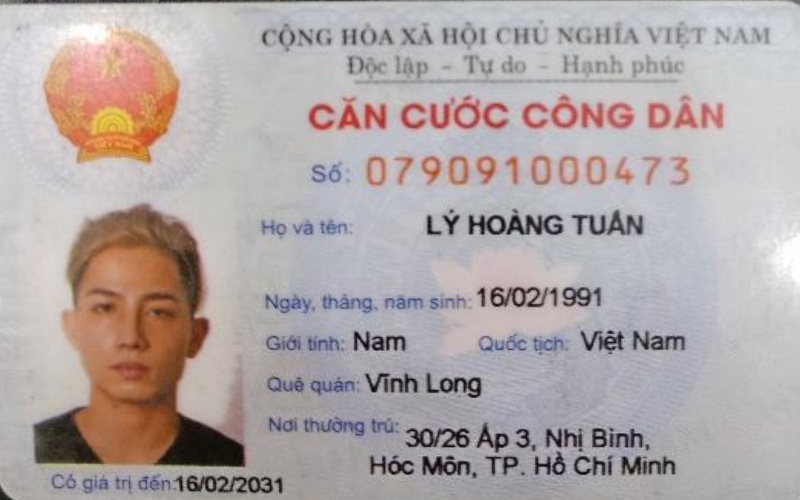 CỘNG HÒA XÃ HỘI CHỦ NGHĨA VIỆT NAM
Độc lập - Tự do - Hạnh phúc
CĂN CƯỚC CÔNG DÂN
Số: 079091000473
Họ và tên: LÝ HOÀNG TUẤN
Ngày, tháng, năm sinh: 16/02/1991
Giới tính: Nam Quốc tịch: Việt Nam
Quê quán: Vĩnh Long
Nơi thường trú: 30/26 Ấp 3, Nhị Bình,
Hóc Môn, TP. Hồ Chí Minh
Có giá trị đến: 16/02/2031